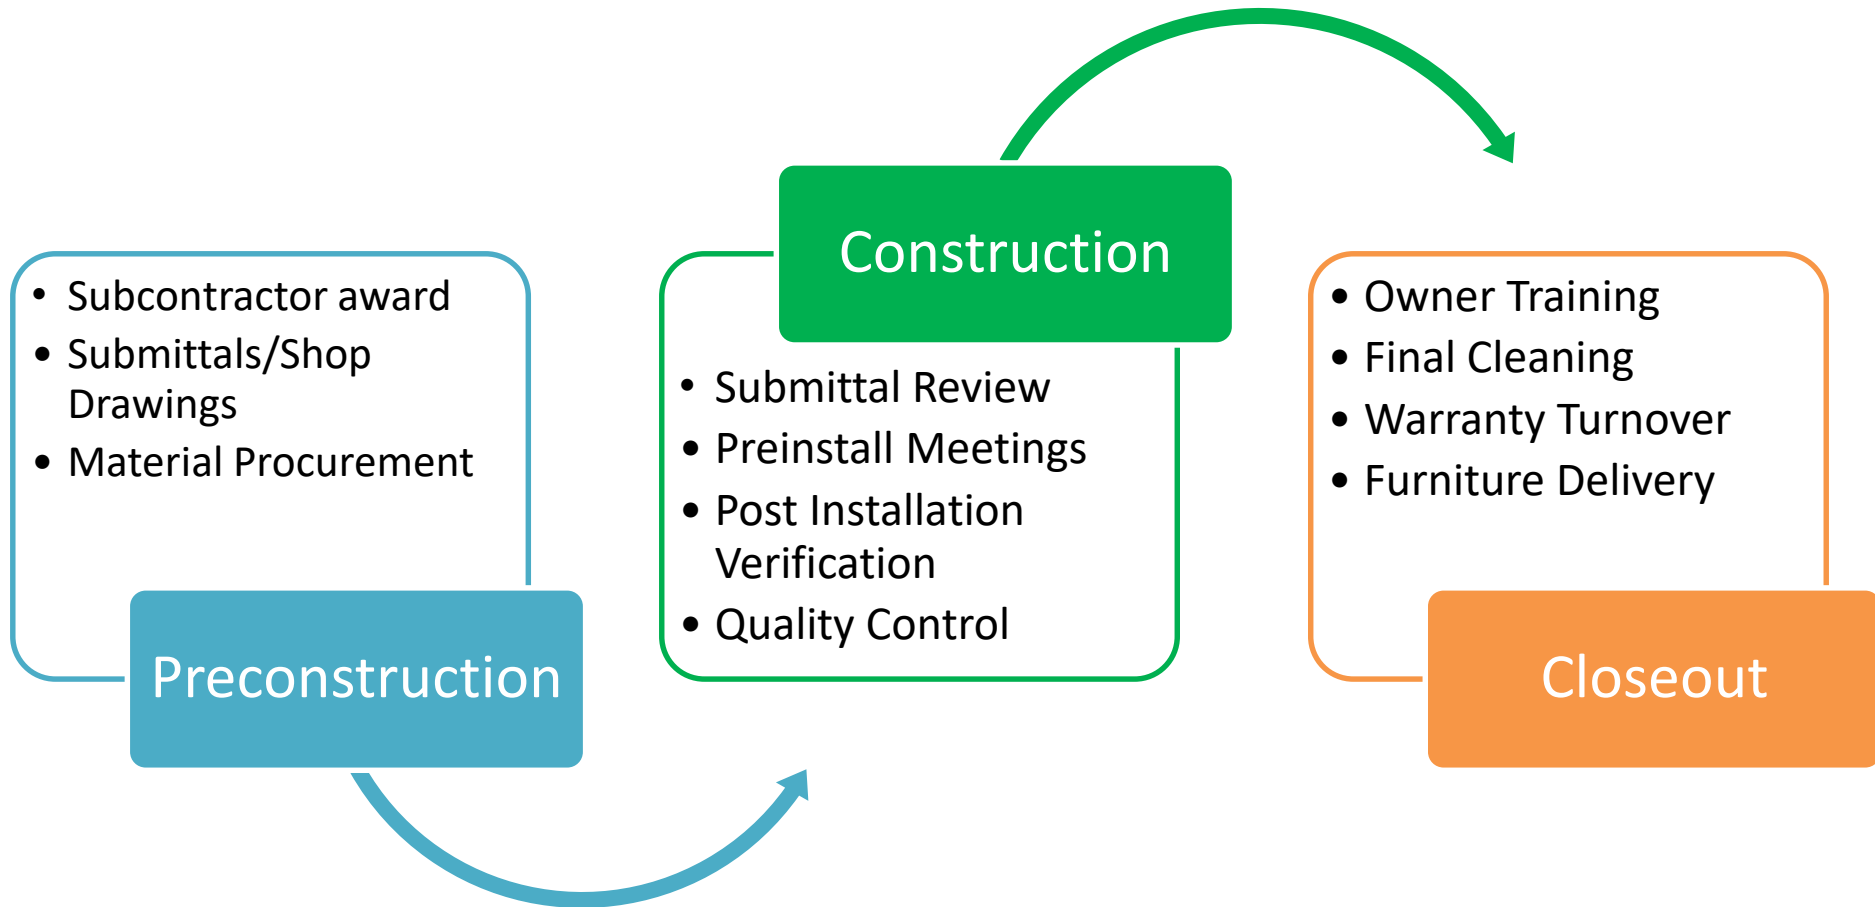 • Subcontractor award
• Submittals/Shop
Drawings
• Material Procurement
Preconstruction
Construction
• Submittal Review
• Preinstall Meetings
• Post Installation
Verification
• Quality Control
• Owner Training
• Final Cleaning
• Warranty Turnover
• Furniture Delivery
Closeout